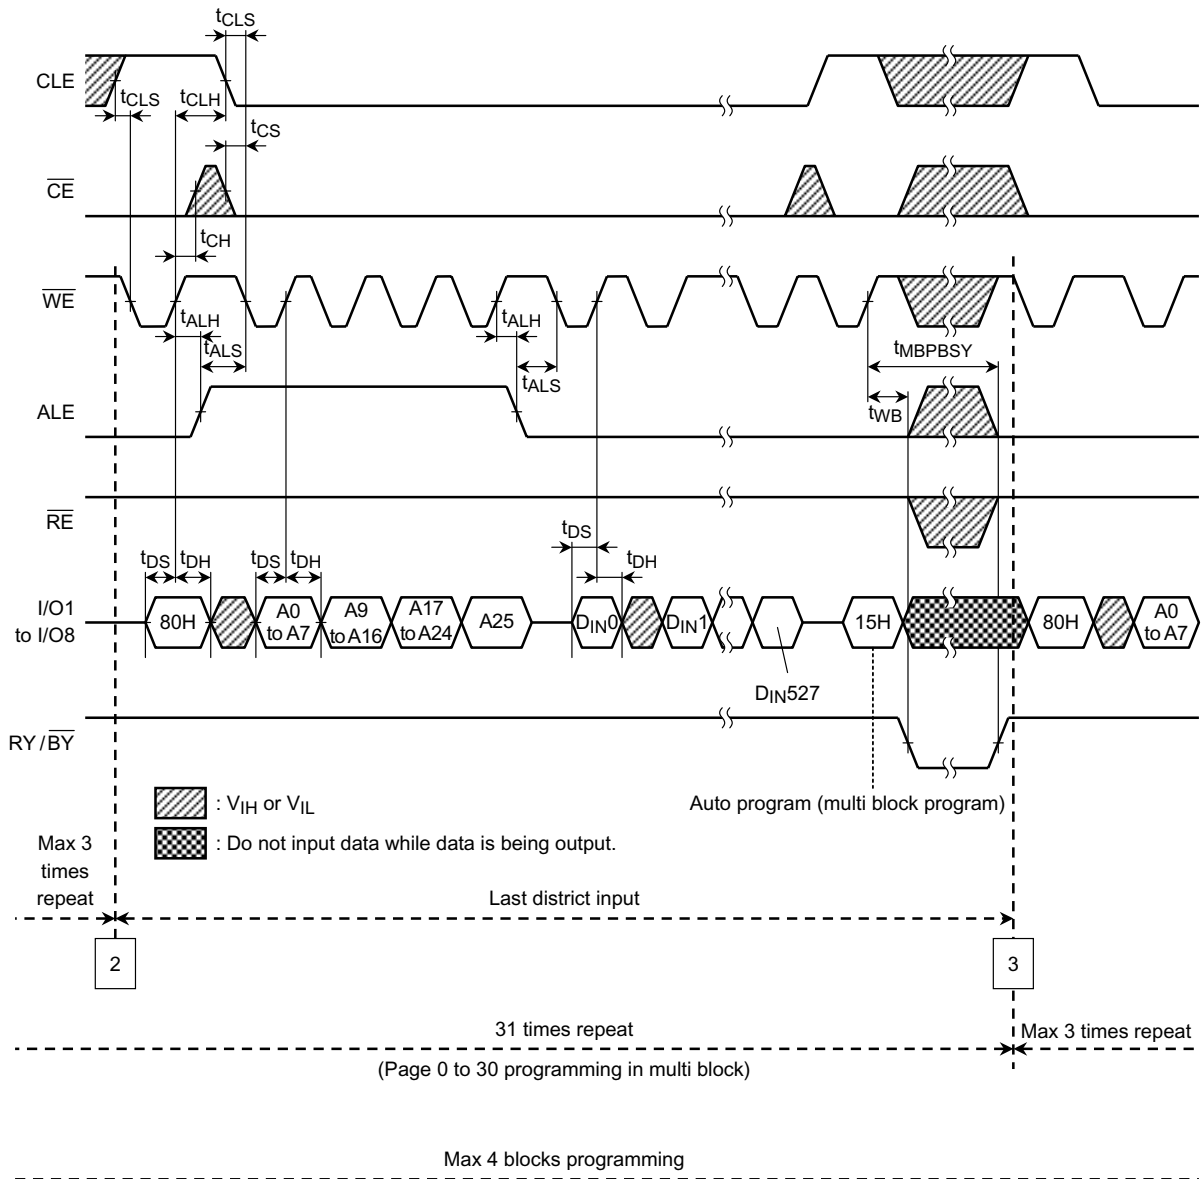 tCLS
CLE
tCLS
tCLH
tCS
CE
tCH
WE
tALH
tALH
tALS
tMBPBSY
tALS
ALE
tWB
RE
tDS
tDH
tDS
tDH
tDS
tDH
I/O1
to I/O8
80H
A0
to A7
A9
to A16
A17
to A24
A25
DIN0
DIN1
15H
80H
A0
to A7
DIN527
RY/BY
Auto program (multi block program)
: VIH or VIL
: Do not input data while data is being output.
Max 3
times
repeat
Last district input
2
3
31 times repeat
Max 3 times repeat
(Page 0 to 30 programming in multi block)
Max 4 blocks programming